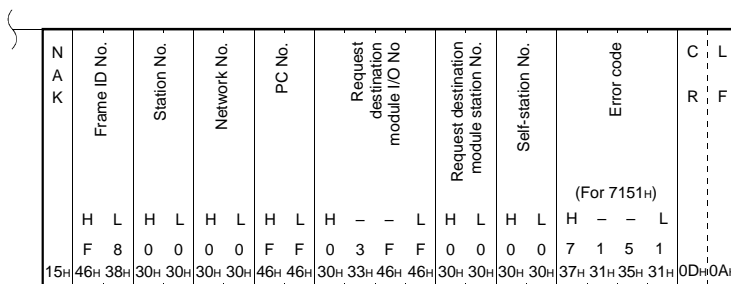 NAK
Frame ID No.
Station No.
Network No.
PC No.
Request destination module I/O No
Request destination module station No.
Self-station No.
Error code
CR
LF
(For 7151H)
H L H L H L H L H – – L H L H L H – – L
F 8 0 0 0 0 F F 0 3 F F 0 0 0 0 7 1 5 1
15H 46H 38H 30H 30H 30H 30H 46H 46H 30H 33H 46H 46H 30H 30H 30H 30H 37H 31H 35H 31H 0DH 0AH